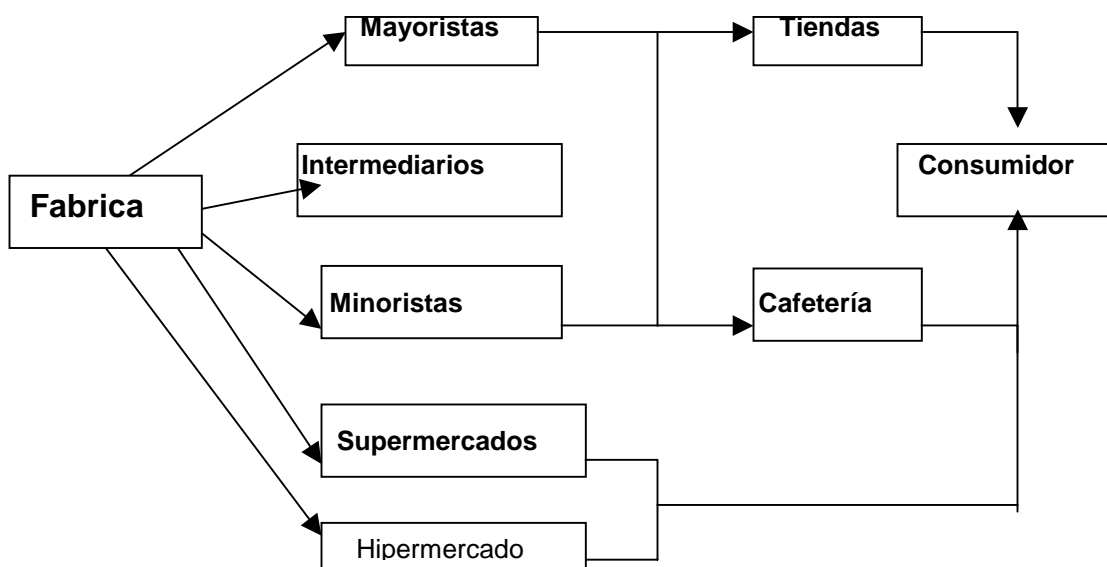 Mayoristas
Tiendas
Intermediarios
Consumidor
Fabrica
Minoristas
Cafetería
Supermercados
Hipermercado